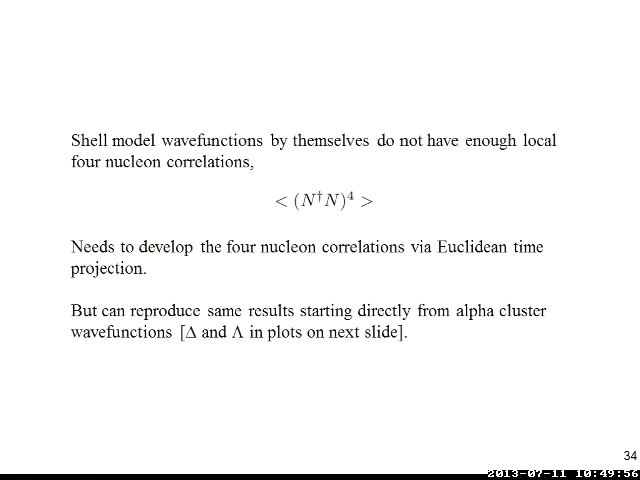 Shell model wavefunctions by themselves do not have enough local
four nucleon correlations,
< (N†N)⁴ >
Needs to develop the four nucleon correlations via Euclidean time
projection.
But can reproduce same results starting directly from alpha cluster
wavefunctions [Δ and Λ in plots on next slide].
34
2013-07-11 10:49:56